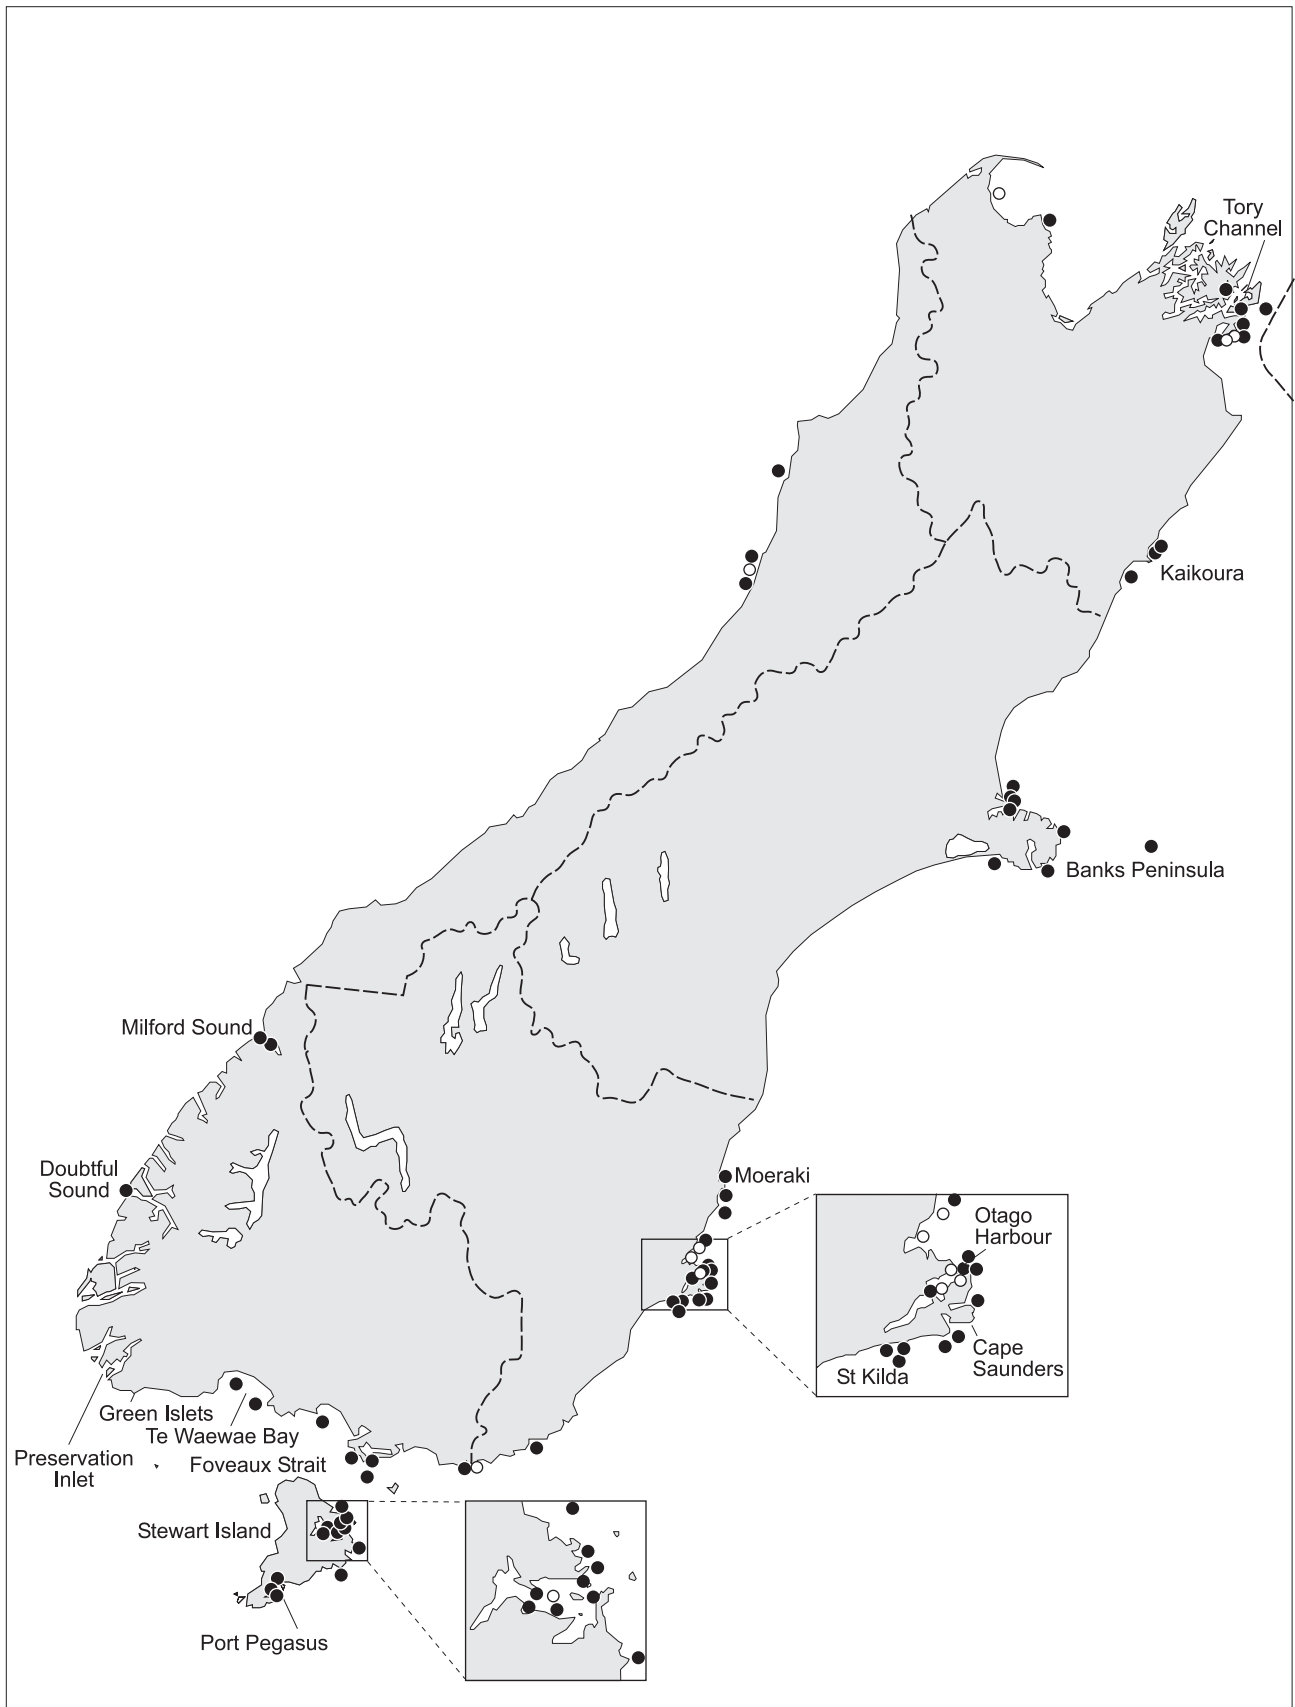 Tory
Channel
Kaikoura
Banks Peninsula
Milford Sound
Doubtful
Sound
Moeraki
Otago
Harbour
Cape
Saunders
St Kilda
Green Islets
Te Waewae Bay
Preservation
Inlet
Foveaux Strait
Stewart Island
Port Pegasus